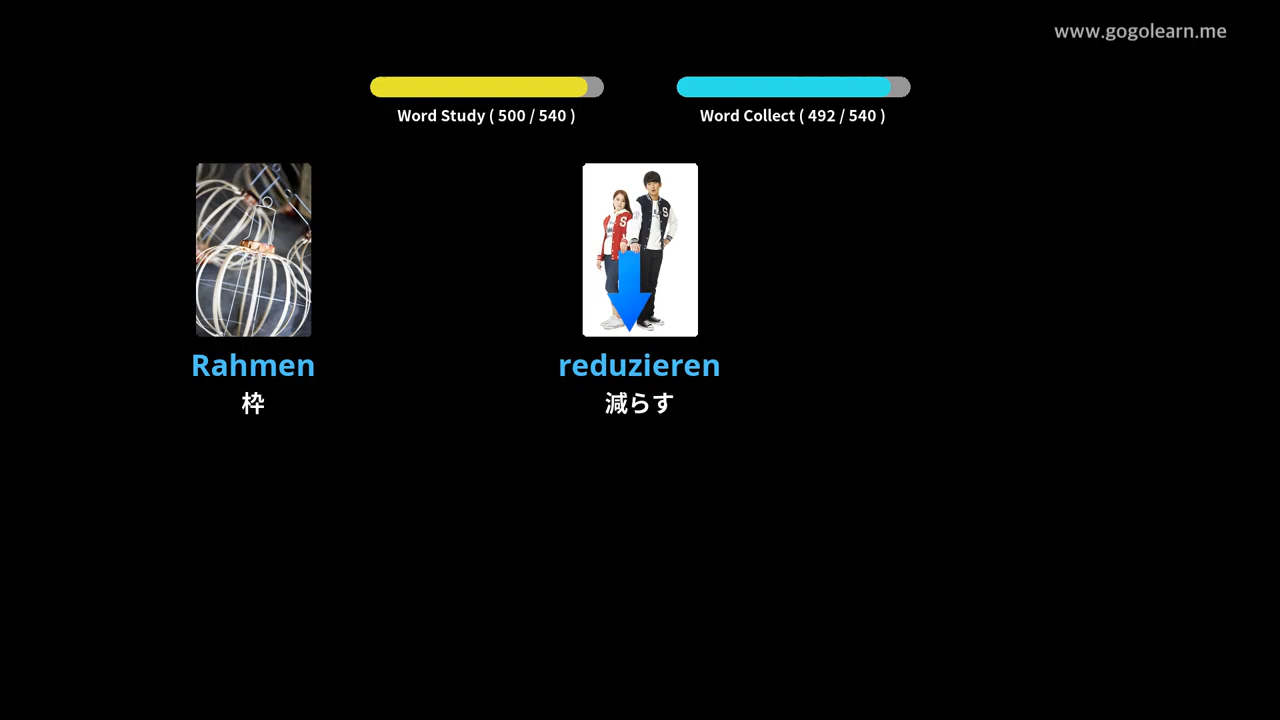 www.gogolearn.me
Word Study ( 500 / 540 )
Word Collect ( 492 / 540 )
S
S
Rahmen
枠
reduzieren
減らす